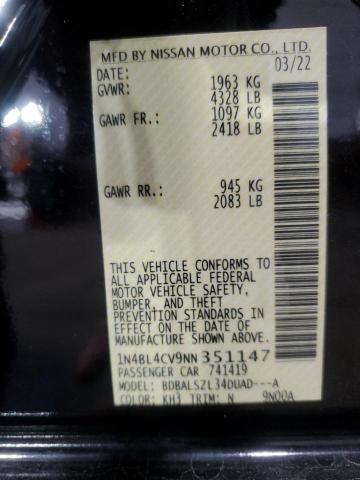 MFD BY NISSAN MOTOR CO., LTD.
DATE: 03/22
GVWR: 1963 KG
4328 LB
GAWR FR.: 1097 KG
2418 LB
GAWR RR.: 945 KG
2083 LB
THIS VEHICLE CONFORMS TO
ALL APPLICABLE FEDERAL
MOTOR VEHICLE SAFETY,
BUMPER, AND THEFT
PREVENTION STANDARDS IN
EFFECT ON THE DATE OF
MANUFACTURE SHOWN ABOVE.
1N4BL4CV9NN351147
PASSENGER CAR 741419
MODEL: BDBALSZL34DUAD---A
COLOR: KH3 TRIM: N 9NOOA